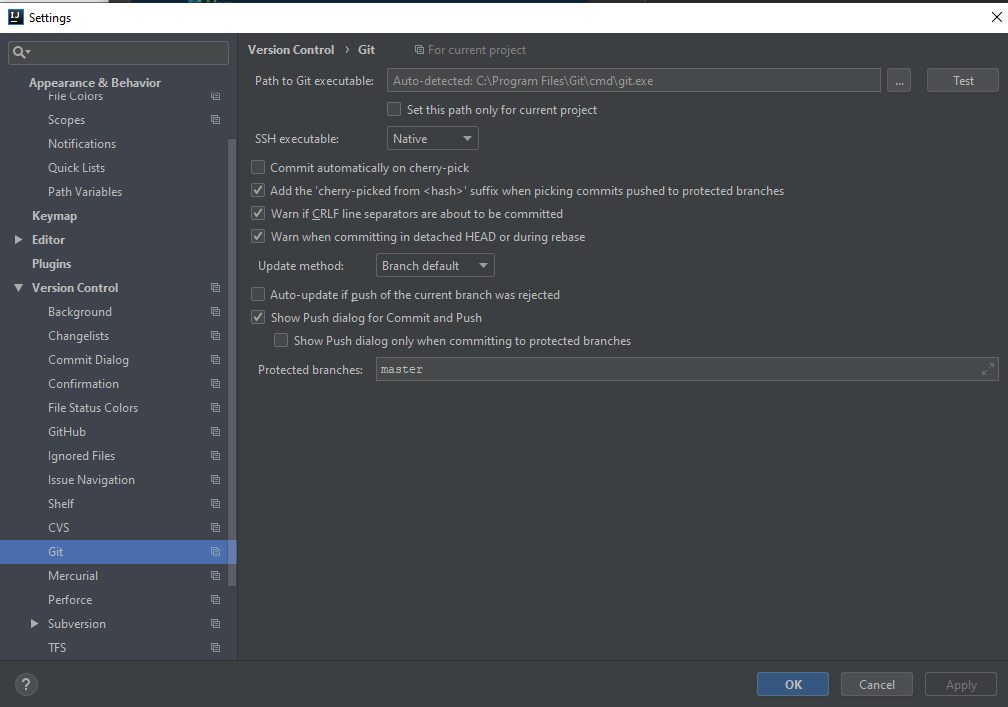 IJ Settings
Appearance & Behavior
File Colors
Scopes
Notifications
Quick Lists
Path Variables
Keymap
Editor
Plugins
Version Control
Background
Changelists
Commit Dialog
Confirmation
File Status Colors
GitHub
Ignored Files
Issue Navigation
Shelf
CVS
Git
Mercurial
Perforce
Subversion
TFS
Version Control › Git For current project
Path to Git executable: Auto-detected: C:\Program Files\Git\cmd\git.exe ... Test
Set this path only for current project
SSH executable: Native
Commit automatically on cherry-pick
Add the 'cherry-picked from <hash>' suffix when picking commits pushed to protected branches
Warn if CRLF line separators are about to be committed
Warn when committing in detached HEAD or during rebase
Update method: Branch default
Auto-update if push of the current branch was rejected
Show Push dialog for Commit and Push
Show Push dialog only when committing to protected branches
Protected branches: master
? OK Cancel Apply